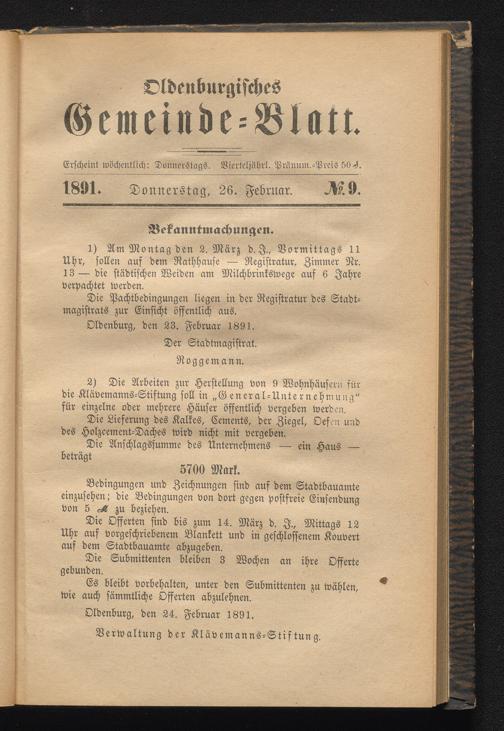 Oldenburgisches
Gemeinde-Blatt.
Erscheint wöchentlich: Donnerstags. Vierteljährl. Pränum.-Preis 50 ₰.
1891. Donnerstag, 26. Februar. №. 9.
Bekanntmachungen.
1) Am Montag den 2. März d. J., Vormittags 11
Uhr, sollen auf dem Rathhause — Registratur, Zimmer Nr.
13 — die städtischen Weiden am Milchbrinkswege auf 6 Jahre
verpachtet werden.
Die Pachtbedingungen liegen in der Registratur des Stadt-
magistrats zur Einsicht öffentlich aus.
Oldenburg, den 23. Februar 1891.
Der Stadtmagistrat.
Roggemann.
2) Die Arbeiten zur Herstellung von 9 Wohnhäusern für
die Klävemanns-Stiftung soll in „General-Unternehmung“
für einzelne oder mehrere Häuser öffentlich vergeben werden.
Die Lieferung des Kalkes, Cements, der Ziegel, Oefen und
des Holzcement-Daches wird nicht mit vergeben.
Die Anschlagsumme des Unternehmens — ein Haus —
beträgt
5700 Mark.
Bedingungen und Zeichnungen sind auf dem Stadtbauamte
einzusehen; die Bedingungen von dort gegen postfreie Einsendung
von 5 ℳ zu beziehen.
Die Offerten sind bis zum 14. März d. J., Mittags 12
Uhr auf vorgeschriebenem Blankett und in geschlossenem Kouvert
auf dem Stadtbauamte abzugeben.
Die Submittenten bleiben 3 Wochen an ihre Offerte
gebunden.
Es bleibt vorbehalten, unter den Submittenten zu wählen,
wie auch sämmtliche Offerten abzulehnen.
Oldenburg, den 24. Februar 1891.
Verwaltung der Klävemanns-Stiftung.